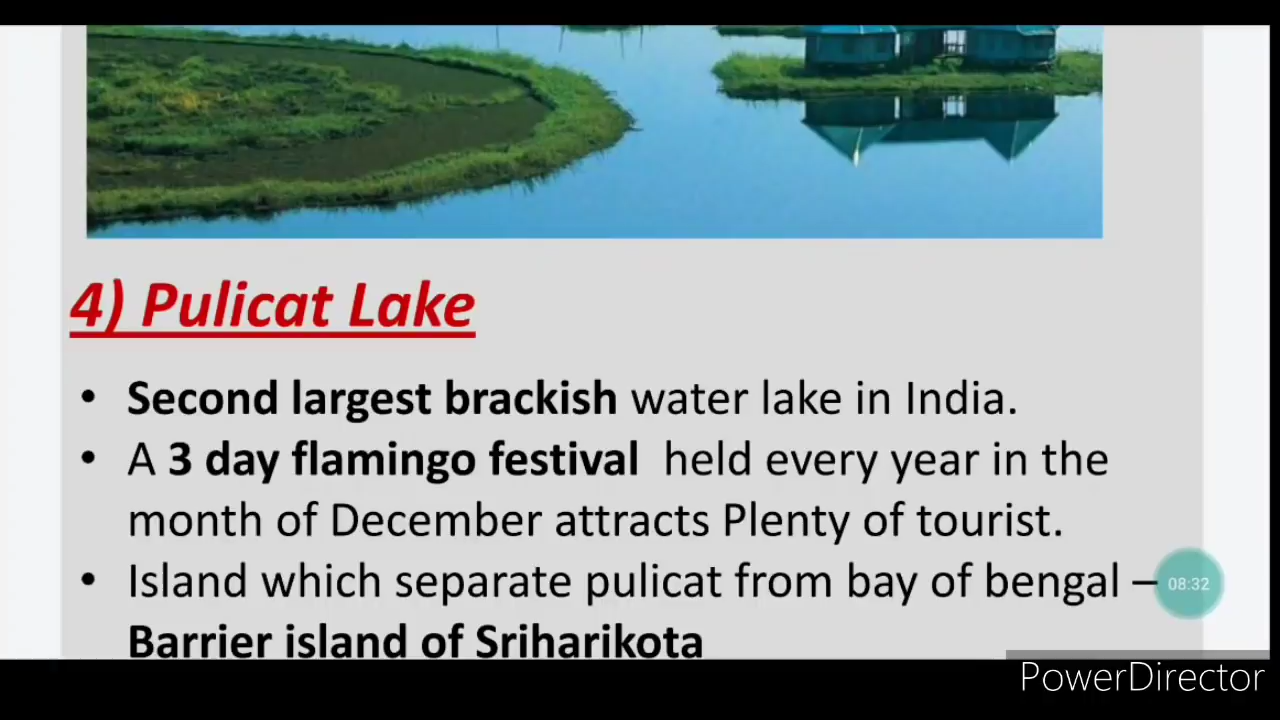 4) Pulicat Lake
• Second largest brackish water lake in India.
• A 3 day flamingo festival held every year in the
month of December attracts Plenty of tourist.
• Island which separate pulicat from bay of bengal –
08:32
Barrier island of Sriharikota
PowerDirector